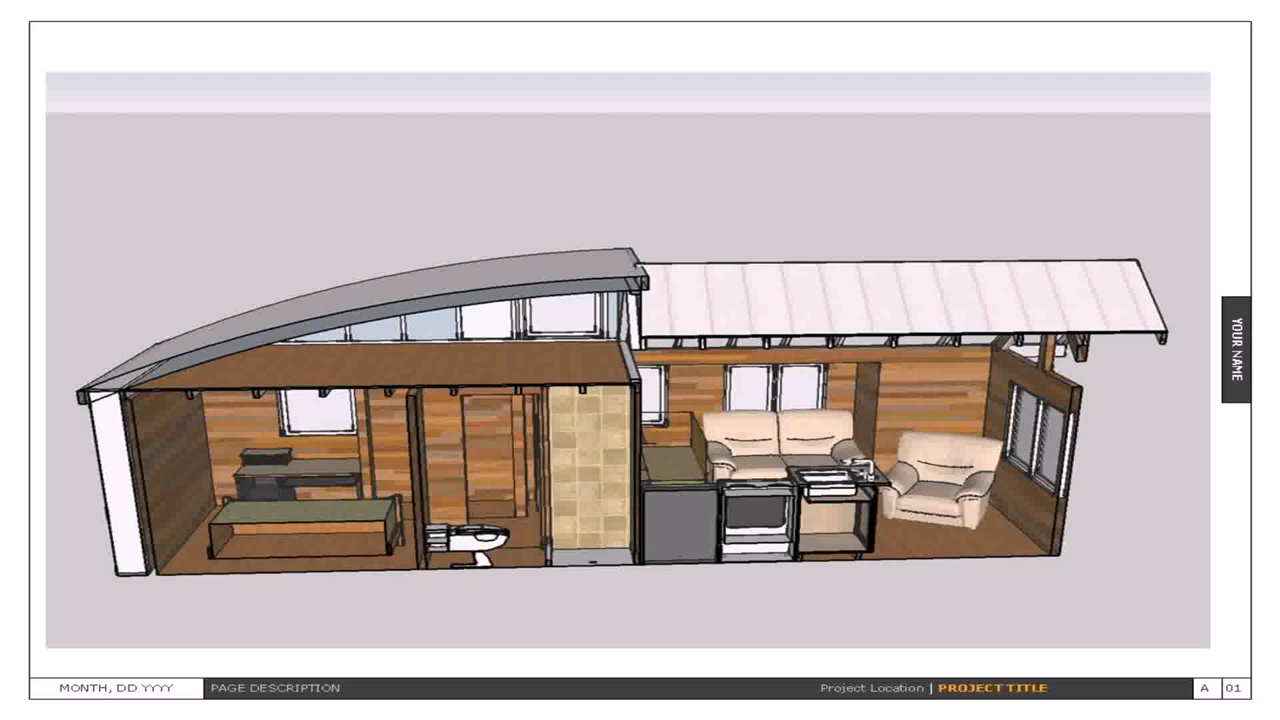 YOUR NAME
MONTH, DD YYYY
PAGE DESCRIPTION
Project Location | PROJECT TITLE
A 01